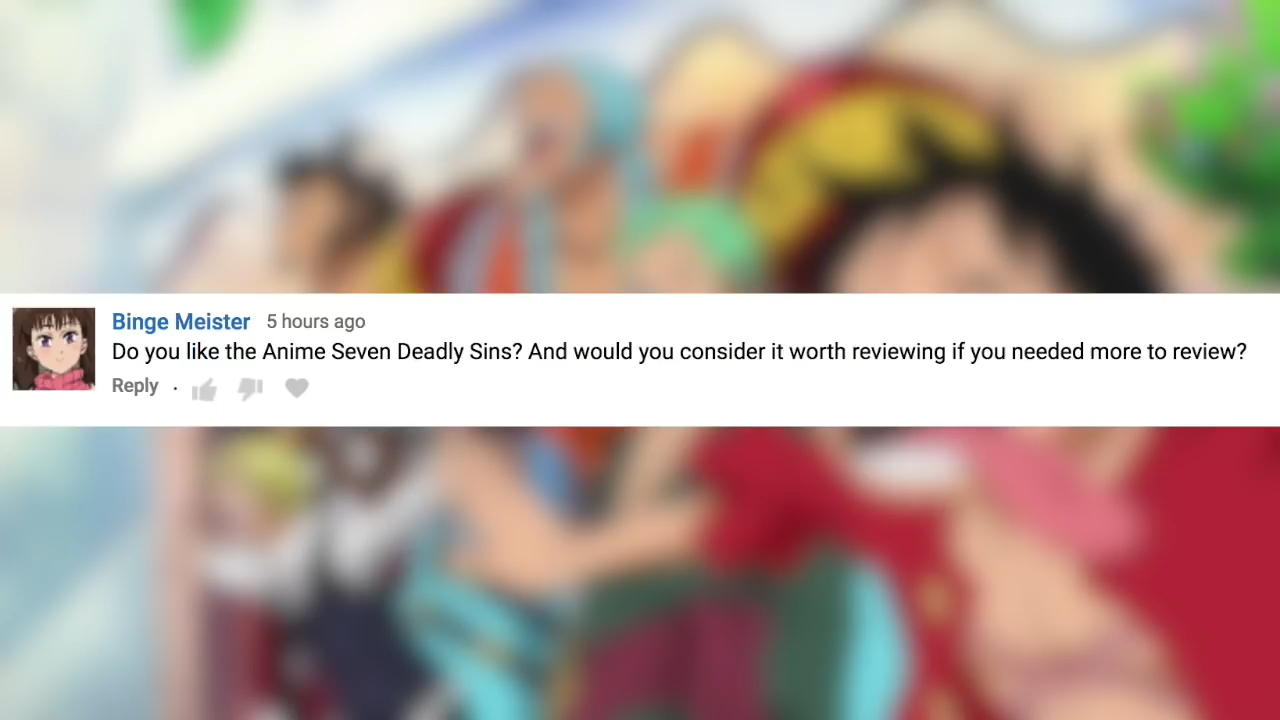 Binge Meister 5 hours ago
Do you like the Anime Seven Deadly Sins? And would you consider it worth reviewing if you needed more to review?
Reply ·